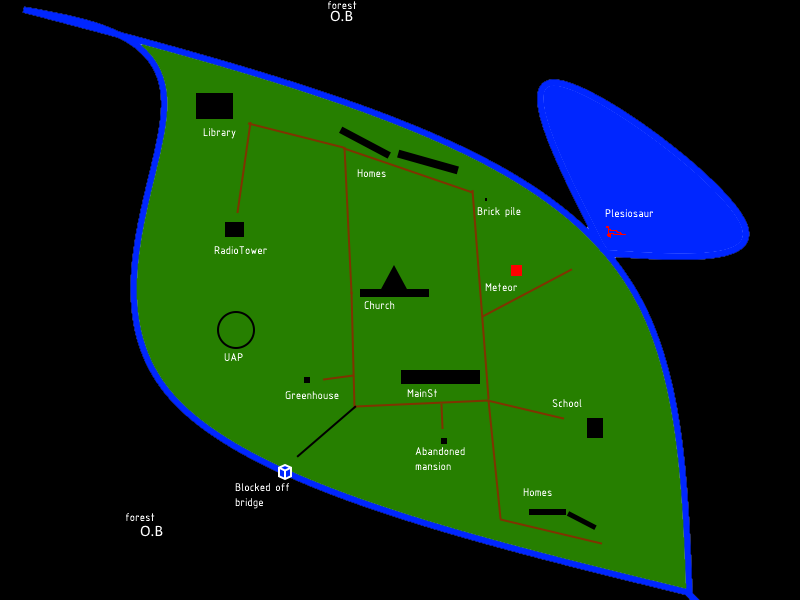 forest
O.B
Library
Homes
Brick pile
Plesiosaur
RadioTower
Meteor
Church
UAP
Greenhouse
MainSt
School
Abandoned
mansion
Blocked off
bridge
Homes
forest
O.B